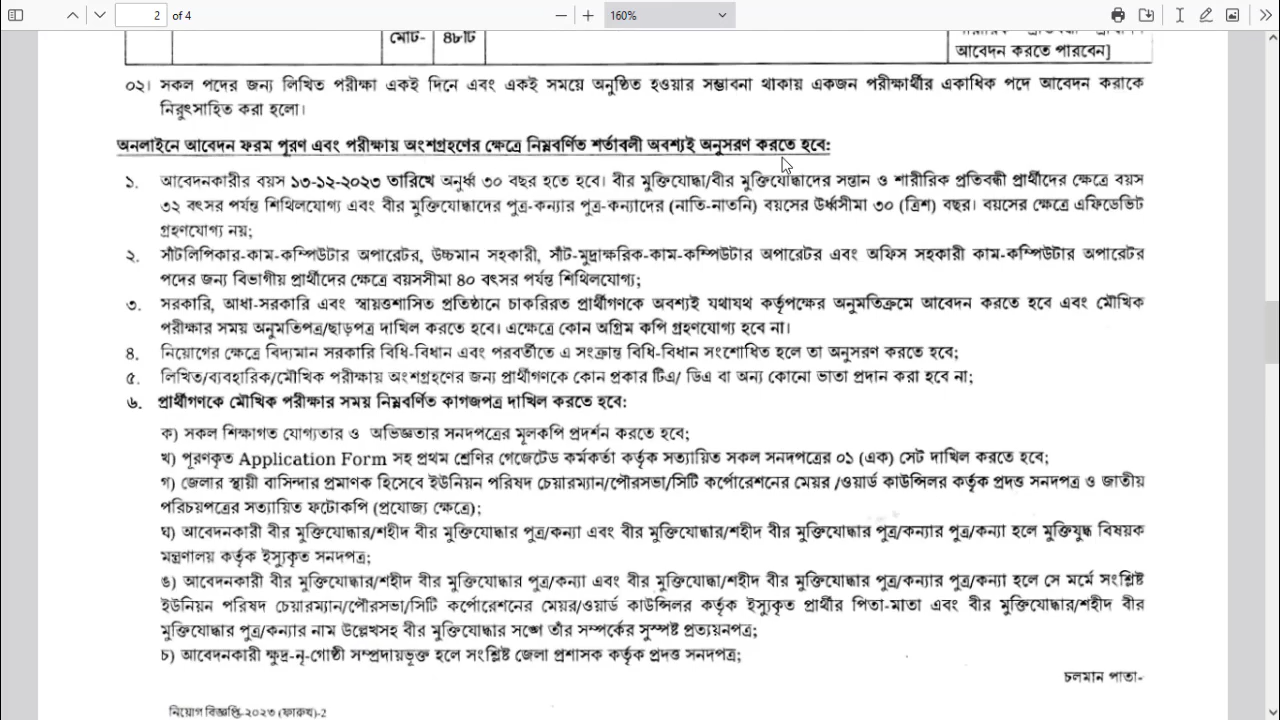 2 of 4 160%
মোট- ৪৮টি
আবেদন করতে পারবেন]
০২। সকল পদের জন্য লিখিত পরীক্ষা একই দিনে এবং একই সময়ে অনুষ্ঠিত হওয়ার সম্ভাবনা থাকায় একজন পরীক্ষার্থীর একাধিক পদে আবেদন করাকে
নিরুৎসাহিত করা হলো।
অনলাইনে আবেদন ফরম পূরণ এবং পরীক্ষায় অংশগ্রহণের ক্ষেত্রে নিম্নবর্ণিত শর্তাবলী অবশ্যই অনুসরণ করতে হবে:
১. আবেদনকারীর বয়স ১৩-১২-২০২৩ তারিখে অনুর্ধ্ব ৩০ বছর হতে হবে। বীর মুক্তিযোদ্ধা/বীর মুক্তিযোদ্ধাদের সন্তান ও শারীরিক প্রতিবন্ধী প্রার্থীদের ক্ষেত্রে বয়স
৩২ বৎসর পর্যন্ত শিথিলযোগ্য এবং বীর মুক্তিযোদ্ধাদের পুত্র-কন্যার পুত্র-কন্যাদের (নাতি-নাতনি) বয়সের উর্ধ্বসীমা ৩০ (ত্রিশ) বছর। বয়সের ক্ষেত্রে এফিডেভিট
গ্রহণযোগ্য নয়;
২. সাঁটলিপিকার-কাম-কম্পিউটার অপারেটর, উচ্চমান সহকারী, সাঁট-মুদ্রাক্ষরিক-কাম-কম্পিউটার অপারেটর এবং অফিস সহকারী কাম-কম্পিউটার অপারেটর
পদের জন্য বিভাগীয় প্রার্থীদের ক্ষেত্রে বয়সসীমা ৪০ বৎসর পর্যন্ত শিথিলযোগ্য;
৩. সরকারি, আধা-সরকারি এবং স্বায়ত্তশাসিত প্রতিষ্ঠানে চাকরিরত প্রার্থীগণকে অবশ্যই যথাযথ কর্তৃপক্ষের অনুমতিক্রমে আবেদন করতে হবে এবং মৌখিক
পরীক্ষার সময় অনুমতিপত্র/ছাড়পত্র দাখিল করতে হবে। এক্ষেত্রে কোন অগ্রিম কপি গ্রহণযোগ্য হবে না।
৪. নিয়োগের ক্ষেত্রে বিদ্যমান সরকারি বিধি-বিধান এবং পরবর্তীতে এ সংক্রান্ত বিধি-বিধান সংশোধিত হলে তা অনুসরণ করতে হবে;
৫. লিখিত/ব্যবহারিক/মৌখিক পরীক্ষায় অংশগ্রহণের জন্য প্রার্থীগণকে কোন প্রকার টিএ/ ডিএ বা অন্য কোনো ভাতা প্রদান করা হবে না;
৬. প্রার্থীগণকে মৌখিক পরীক্ষার সময় নিম্নবর্ণিত কাগজপত্র দাখিল করতে হবে:
ক) সকল শিক্ষাগত যোগ্যতার ও অভিজ্ঞতার সনদপত্রের মূলকপি প্রদর্শন করতে হবে;
খ) পূরণকৃত Application Form সহ প্রথম শ্রেণির গেজেটেড কর্মকর্তা কর্তৃক সত্যায়িত সকল সনদপত্রের ০১ (এক) সেট দাখিল করতে হবে;
গ) জেলার স্থায়ী বাসিন্দার প্রমাণক হিসেবে ইউনিয়ন পরিষদ চেয়ারম্যান/পৌরসভা/সিটি কর্পোরেশনের মেয়র /ওয়ার্ড কাউন্সিলর কর্তৃক প্রদত্ত সনদপত্র ও জাতীয়
পরিচয়পত্রের সত্যায়িত ফটোকপি (প্রযোজ্য ক্ষেত্রে);
ঘ) আবেদনকারী বীর মুক্তিযোদ্ধার/শহীদ বীর মুক্তিযোদ্ধার পুত্র/কন্যা এবং বীর মুক্তিযোদ্ধার/শহীদ বীর মুক্তিযোদ্ধার পুত্র/কন্যার পুত্র/কন্যা হলে মুক্তিযুদ্ধ বিষয়ক
মন্ত্রণালয় কর্তৃক ইস্যুকৃত সনদপত্র;
ঙ) আবেদনকারী বীর মুক্তিযোদ্ধার/শহীদ বীর মুক্তিযোদ্ধার পুত্র/কন্যা এবং বীর মুক্তিযোদ্ধা/শহীদ বীর মুক্তিযোদ্ধার পুত্র/কন্যার পুত্র/কন্যা হলে সে মর্মে সংশ্লিষ্ট
ইউনিয়ন পরিষদ চেয়ারম্যান/পৌরসভা/সিটি কর্পোরেশনের মেয়র/ওয়ার্ড কাউন্সিলর কর্তৃক ইস্যুকৃত প্রার্থীর পিতা-মাতা এবং বীর মুক্তিযোদ্ধার/শহীদ বীর
মুক্তিযোদ্ধার পুত্র/কন্যার নাম উল্লেখসহ বীর মুক্তিযোদ্ধার সঙ্গে তাঁর সম্পর্কের সুস্পষ্ট প্রত্যয়নপত্র;
চ) আবেদনকারী ক্ষুদ্র-নৃ-গোষ্ঠী সম্প্রদায়ভূক্ত হলে সংশ্লিষ্ট জেলা প্রশাসক কর্তৃক প্রদত্ত সনদপত্র;
চলমান পাতা-
নিয়োগ বিজ্ঞপ্তি-২০২৩ (ফারুখ)-2